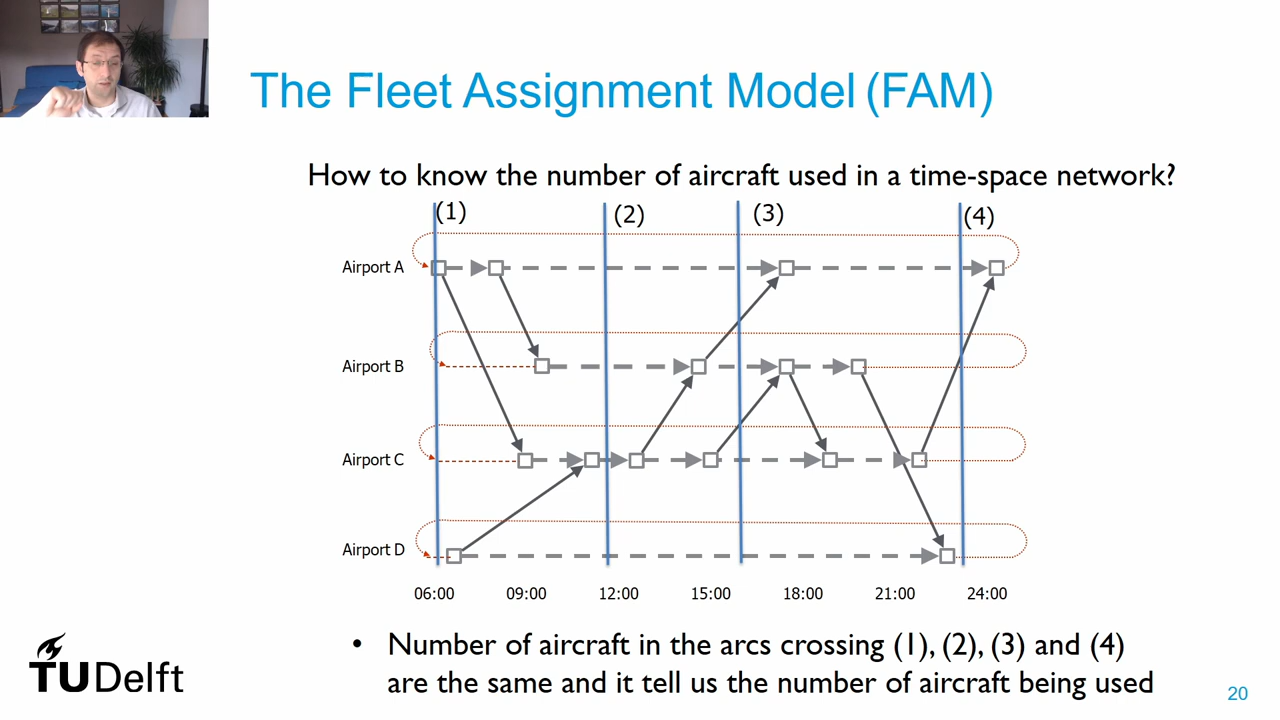 The Fleet Assignment Model (FAM)
How to know the number of aircraft used in a time-space network?
(1)
(2)
(3)
(4)
Airport A
Airport B
Airport C
Airport D
06:00 09:00 12:00 15:00 18:00 21:00 24:00
• Number of aircraft in the arcs crossing (1), (2), (3) and (4)
are the same and it tell us the number of aircraft being used
TUDelft
20